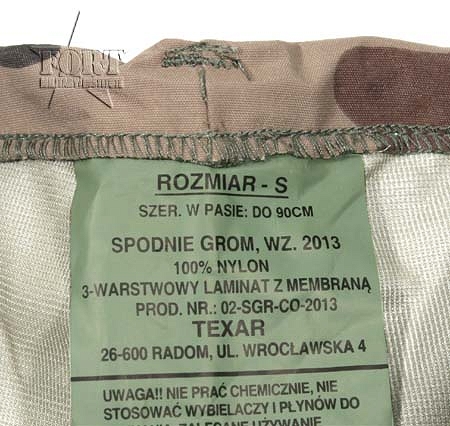 FORT
ROZMIAR - S
SZER. W PASIE: DO 90CM
SPODNIE GROM, WZ. 2013
100% NYLON
3-WARSTWOWY LAMINAT Z MEMBRANĄ
PROD. NR.: 02-SGR-CO-2013
TEXAR
26-600 RADOM, UL. WROCŁAWSKA 4
UWAGA!! NIE PRAĆ CHEMICZNIE, NIE
STOSOWAĆ WYBIELACZY I PŁYNÓW DO